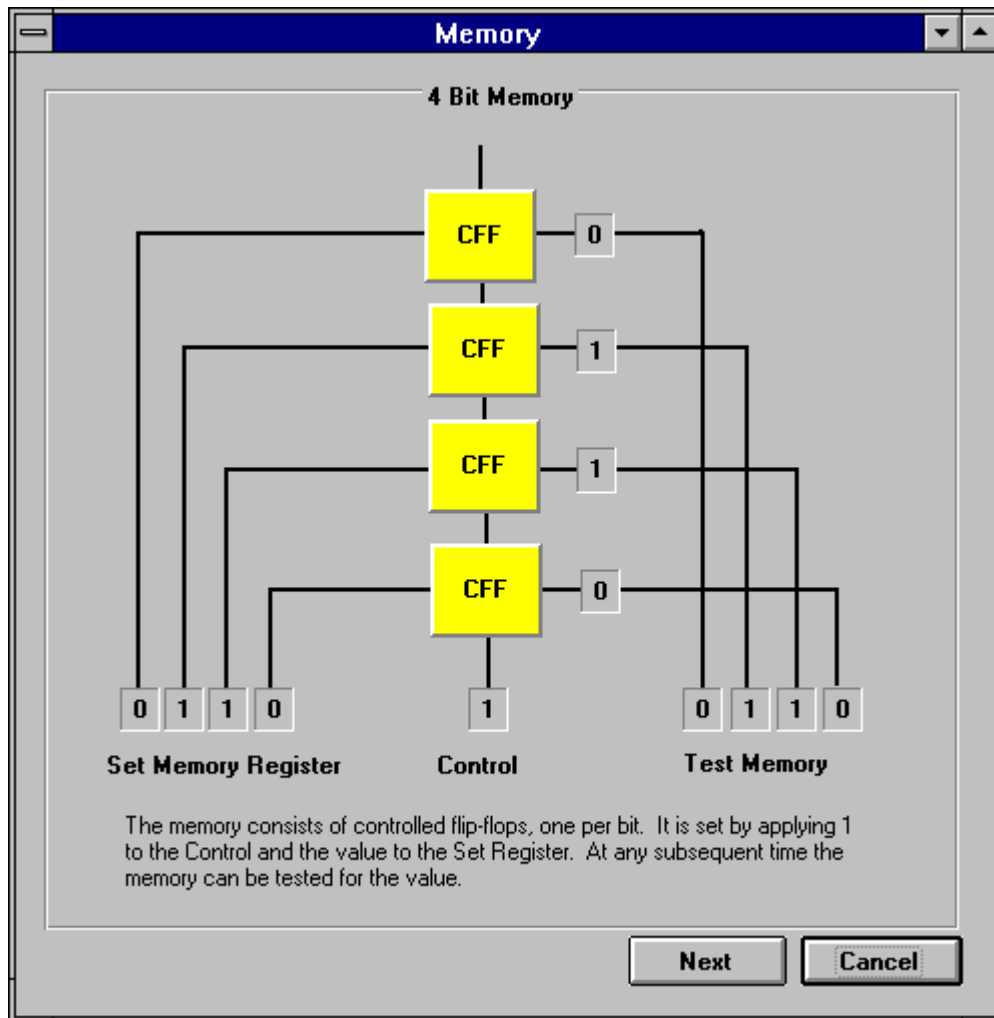 Memory
4 Bit Memory
CFF 0
CFF 1
CFF 1
CFF 0
0 1 1 0 1 0 1 1 0
Set Memory Register Control Test Memory
The memory consists of controlled flip-flops, one per bit. It is set by applying 1
to the Control and the value to the Set Register. At any subsequent time the
memory can be tested for the value.
Next Cancel